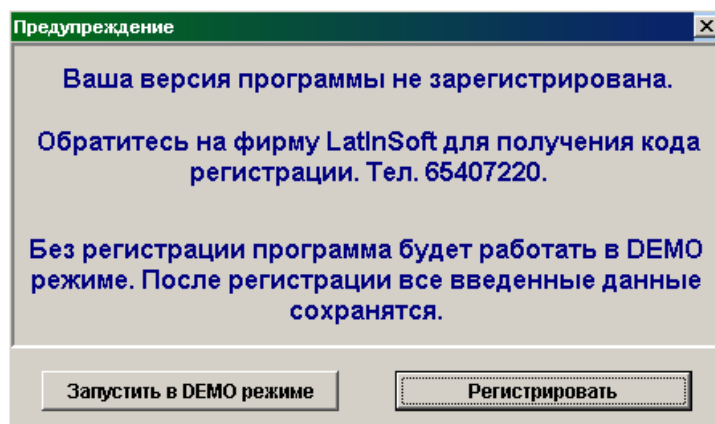 Предупреждение
Ваша версия программы не зарегистрирована.
Обратитесь на фирму LatInSoft для получения кода
регистрации. Тел. 65407220.
Без регистрации программа будет работать в DEMO
режиме. После регистрации все введенные данные
сохранятся.
Запустить в DEMO режиме
Регистрировать